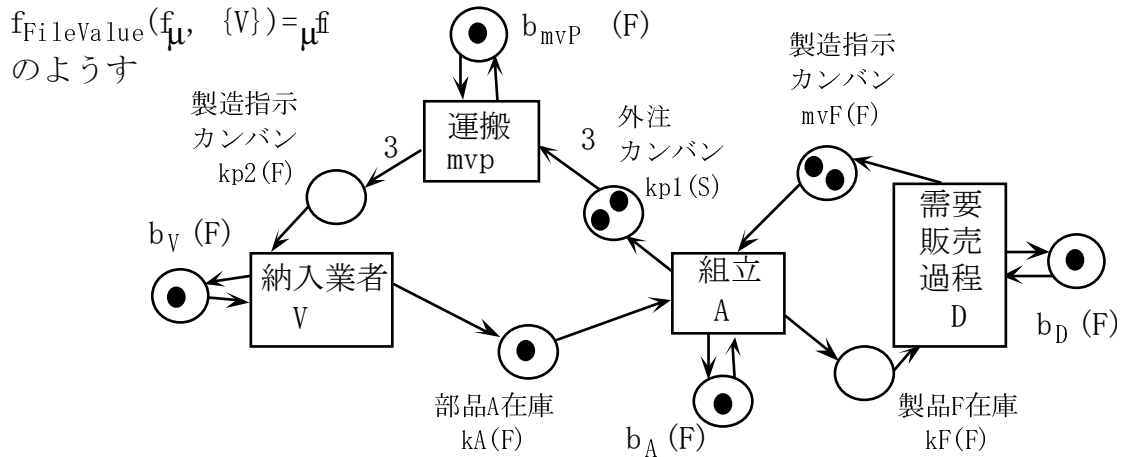 f_FileValue(f_μ, {V})=_μfl
のようす
b_mvP (F)
製造指示
カンバン
kp2(F)
3
運搬
mvp
3
外注
カンバン
kp1(S)
製造指示
カンバン
mvF(F)
b_V (F)
納入業者
V
組立
A
需要
販売
過程
D
b_D (F)
部品A在庫
kA(F)
b_A (F)
製品F在庫
kF(F)